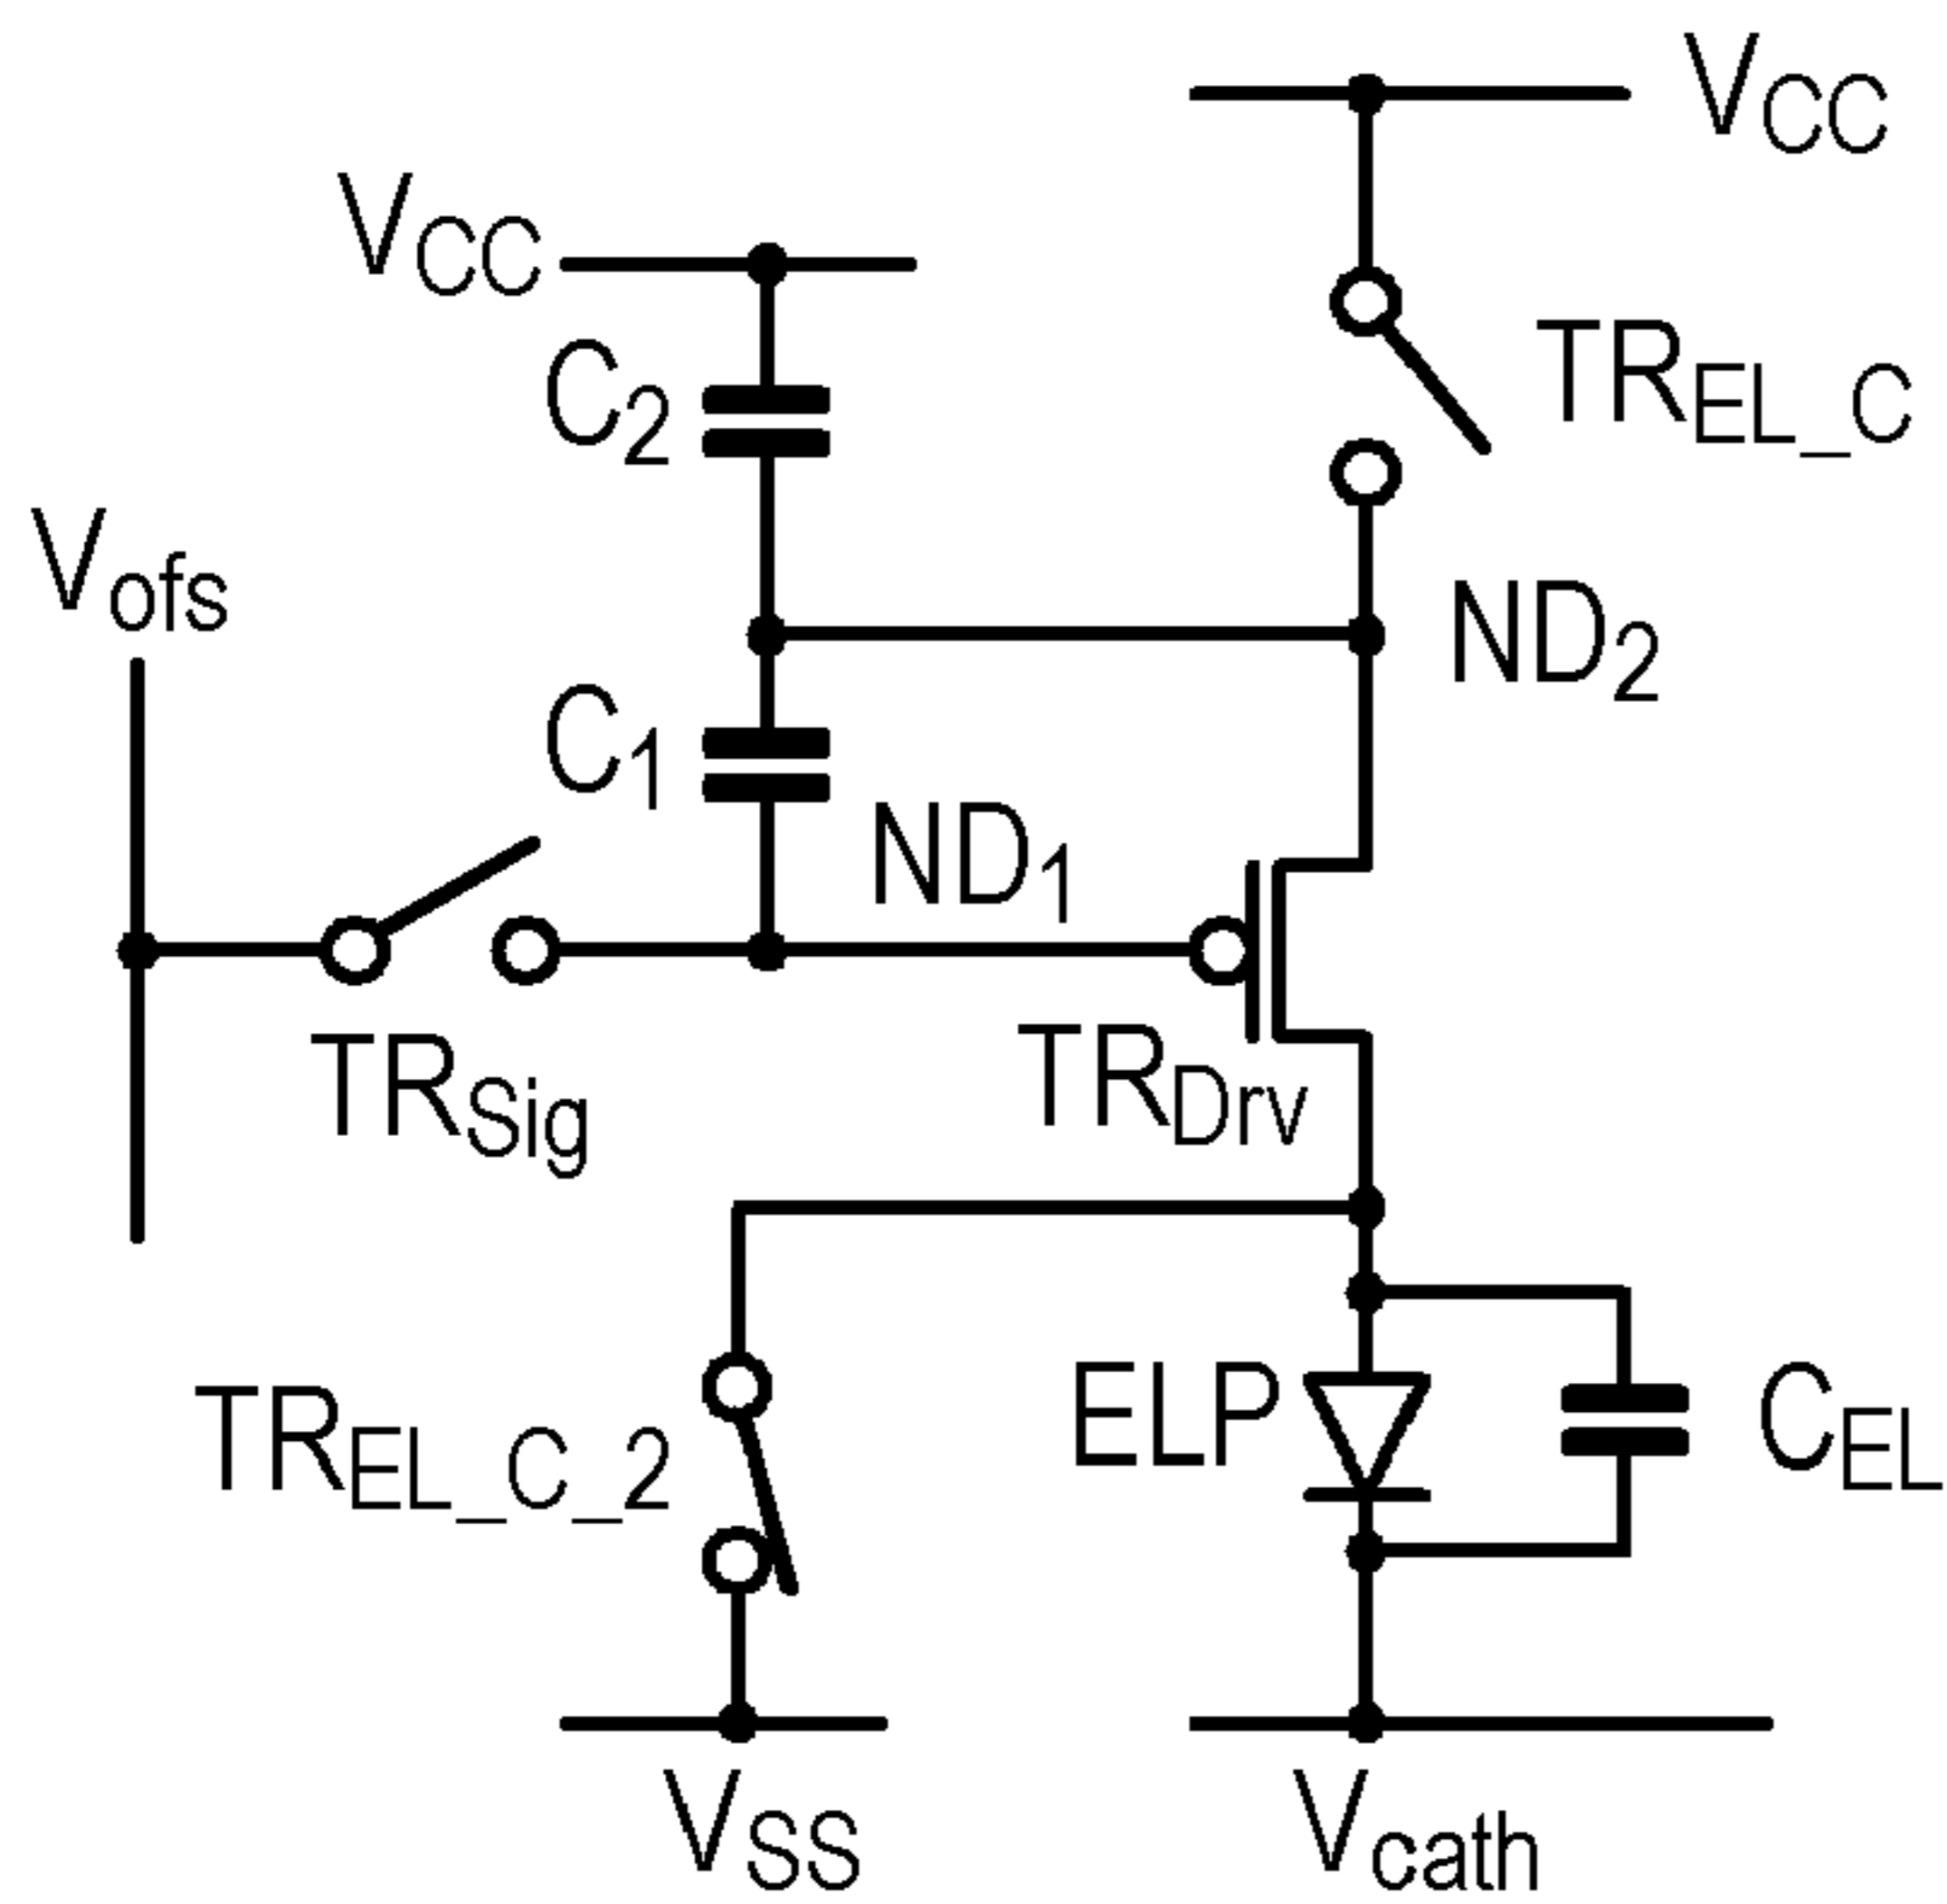 VCC
VCC
C2
TREL_C
Vofs
ND2
C1
ND1
TRSig
TRDrv
ELP
CEL
TREL_C_2
VSS
Vcath